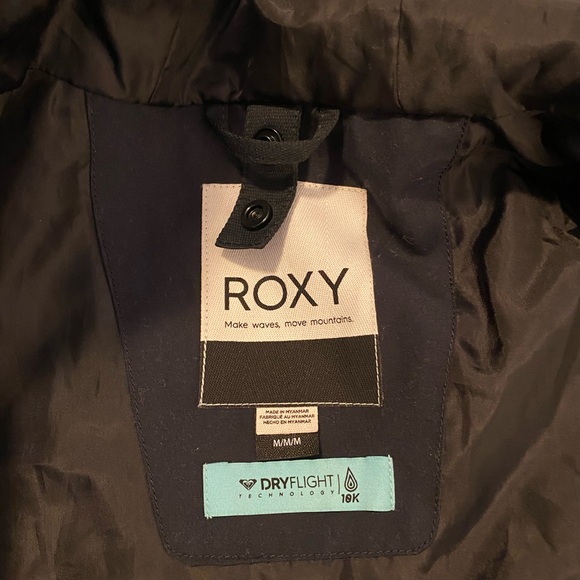 ROXY
Make waves, move mountains.
MADE IN MYANMAR
FABRIQUÉ AU MYANMAR
HECHO EN MYANMAR
M/M/M
DRYFLIGHT
TECHNOLOGY
10K